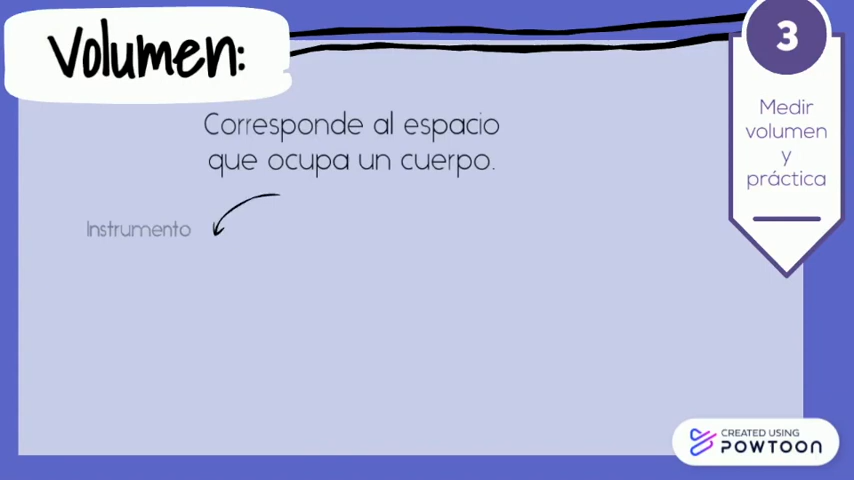 Volumen:
Corresponde al espacio
que ocupa un cuerpo.
Instrumento
3
Medir
volumen
y
práctica
CREATED USING
POWTOON